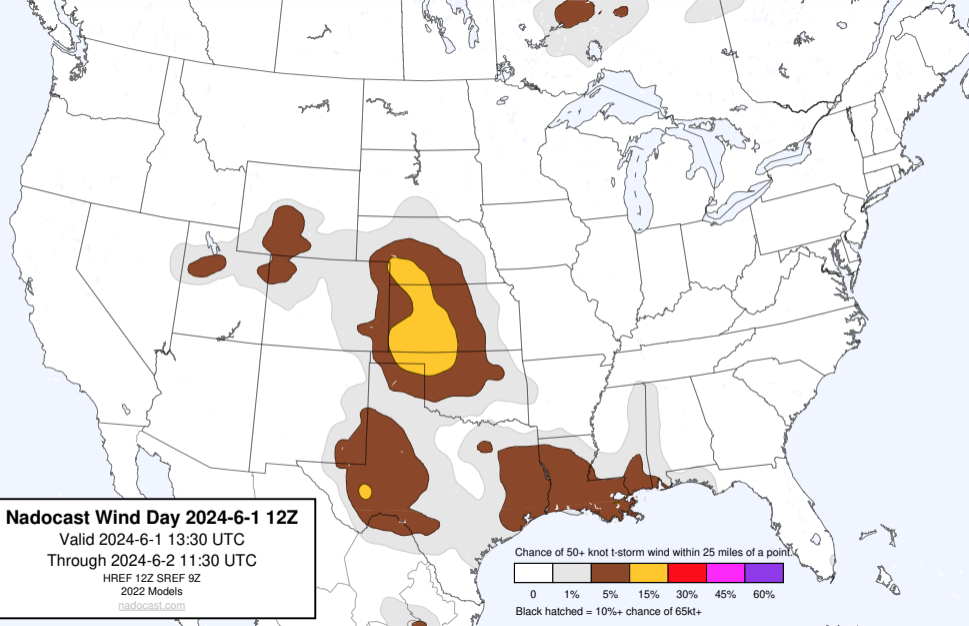 Nadocast Wind Day 2024-6-1 12Z
Valid 2024-6-1 13:30 UTC
Through 2024-6-2 11:30 UTC
HREF 12Z SREF 9Z
2022 Models
nadocast.com
Chance of 50+ knot t-storm wind within 25 miles of a point.
0 1% 5% 15% 30% 45% 60%
Black hatched = 10%+ chance of 65kt+